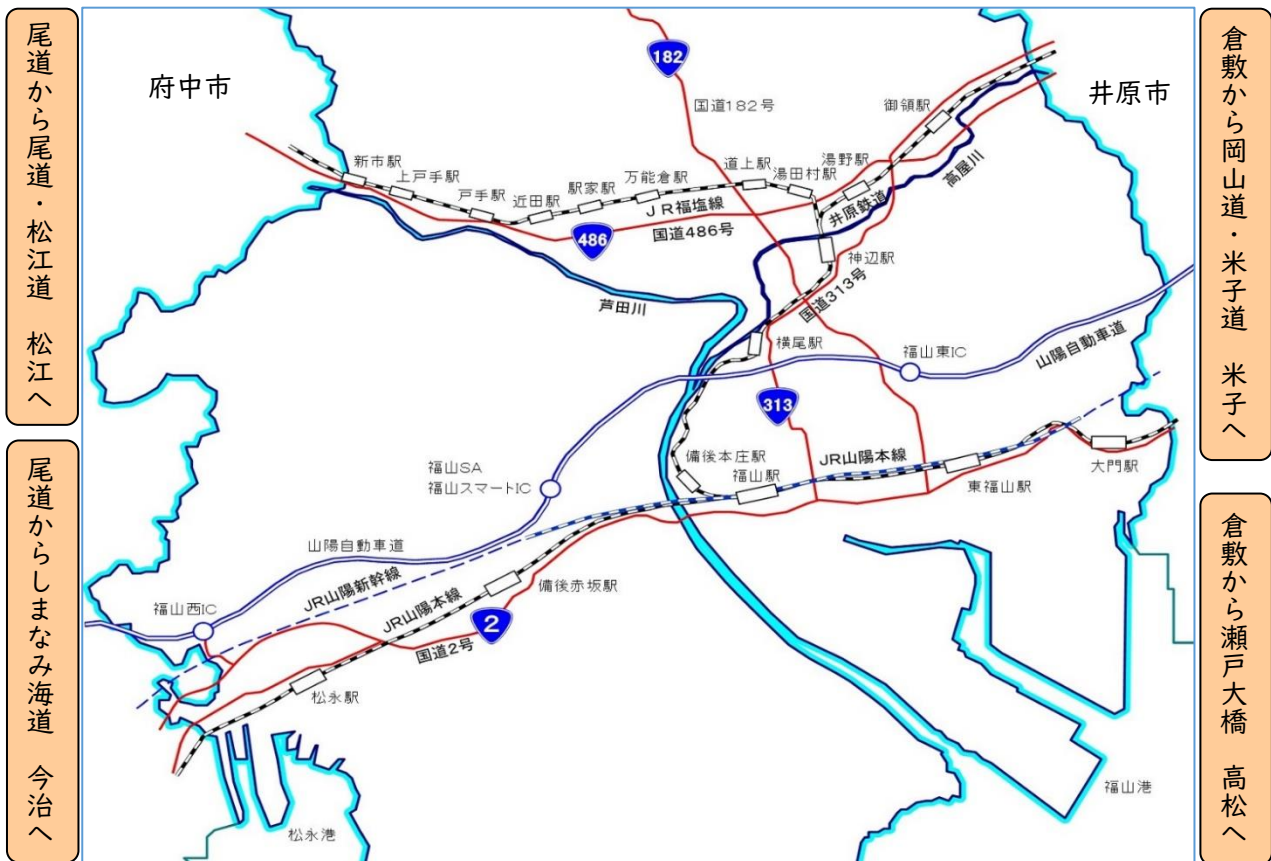 尾道から尾道・松江道 松江へ
尾道からしまなみ海道 今治へ
倉敷から岡山道・米子道 米子へ
倉敷から瀬戸大橋 高松へ
府中市
井原市
182
国道182号
御領駅
湯野駅
高屋川
新市駅
上戸手駅
戸手駅
近田駅
駅家駅
万能倉駅
道上駅
湯田村駅
井原鉄道
JR福塩線
国道486号
486
神辺駅
国道313号
芦田川
横尾駅
福山東IC
山陽自動車道
313
備後本庄駅
福山駅
JR山陽本線
東福山駅
大門駅
福山SA
福山スマートIC
山陽自動車道
JR山陽新幹線
備後赤坂駅
福山西IC
JR山陽本線
2
国道2号
松永駅
松永港
福山港